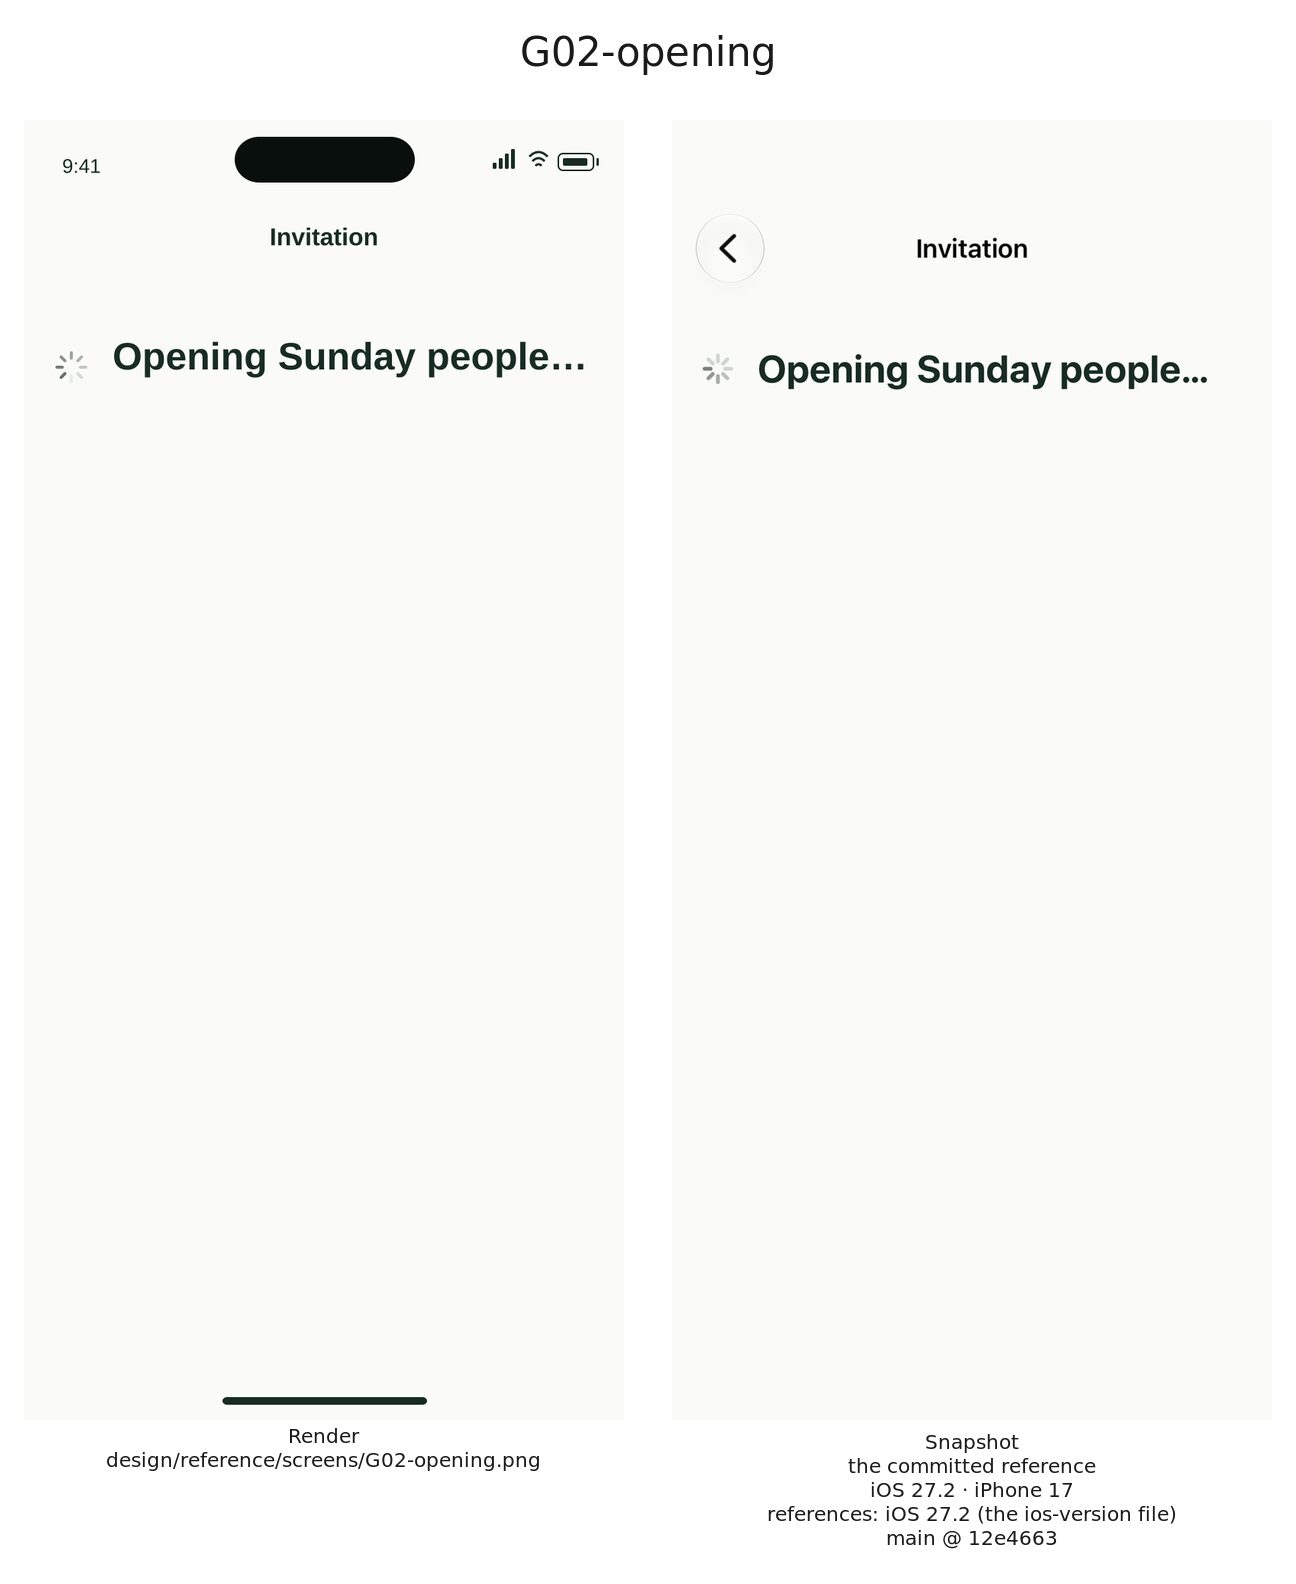 G02-opening
9:41
Invitation
Opening Sunday people…
Render
design/reference/screens/G02-opening.png
Invitation
Opening Sunday people…
Snapshot
the committed reference
iOS 27.2 · iPhone 17
references: iOS 27.2 (the ios-version file)
main @ 12e4663